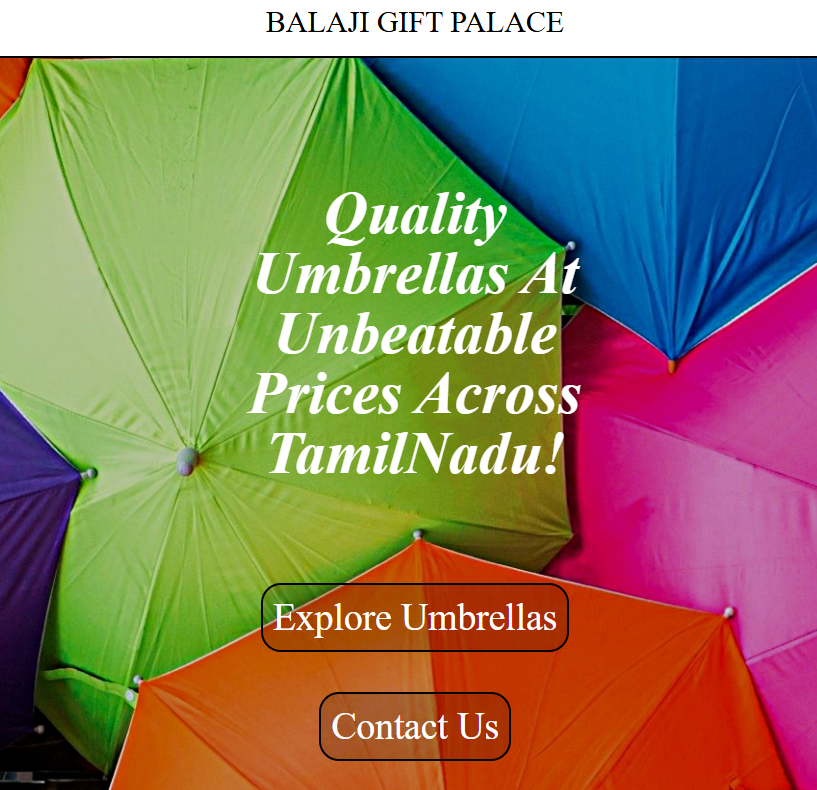 BALAJI GIFT PALACE
Quality
Umbrellas At
Unbeatable
Prices Across
TamilNadu!
Explore Umbrellas
Contact Us